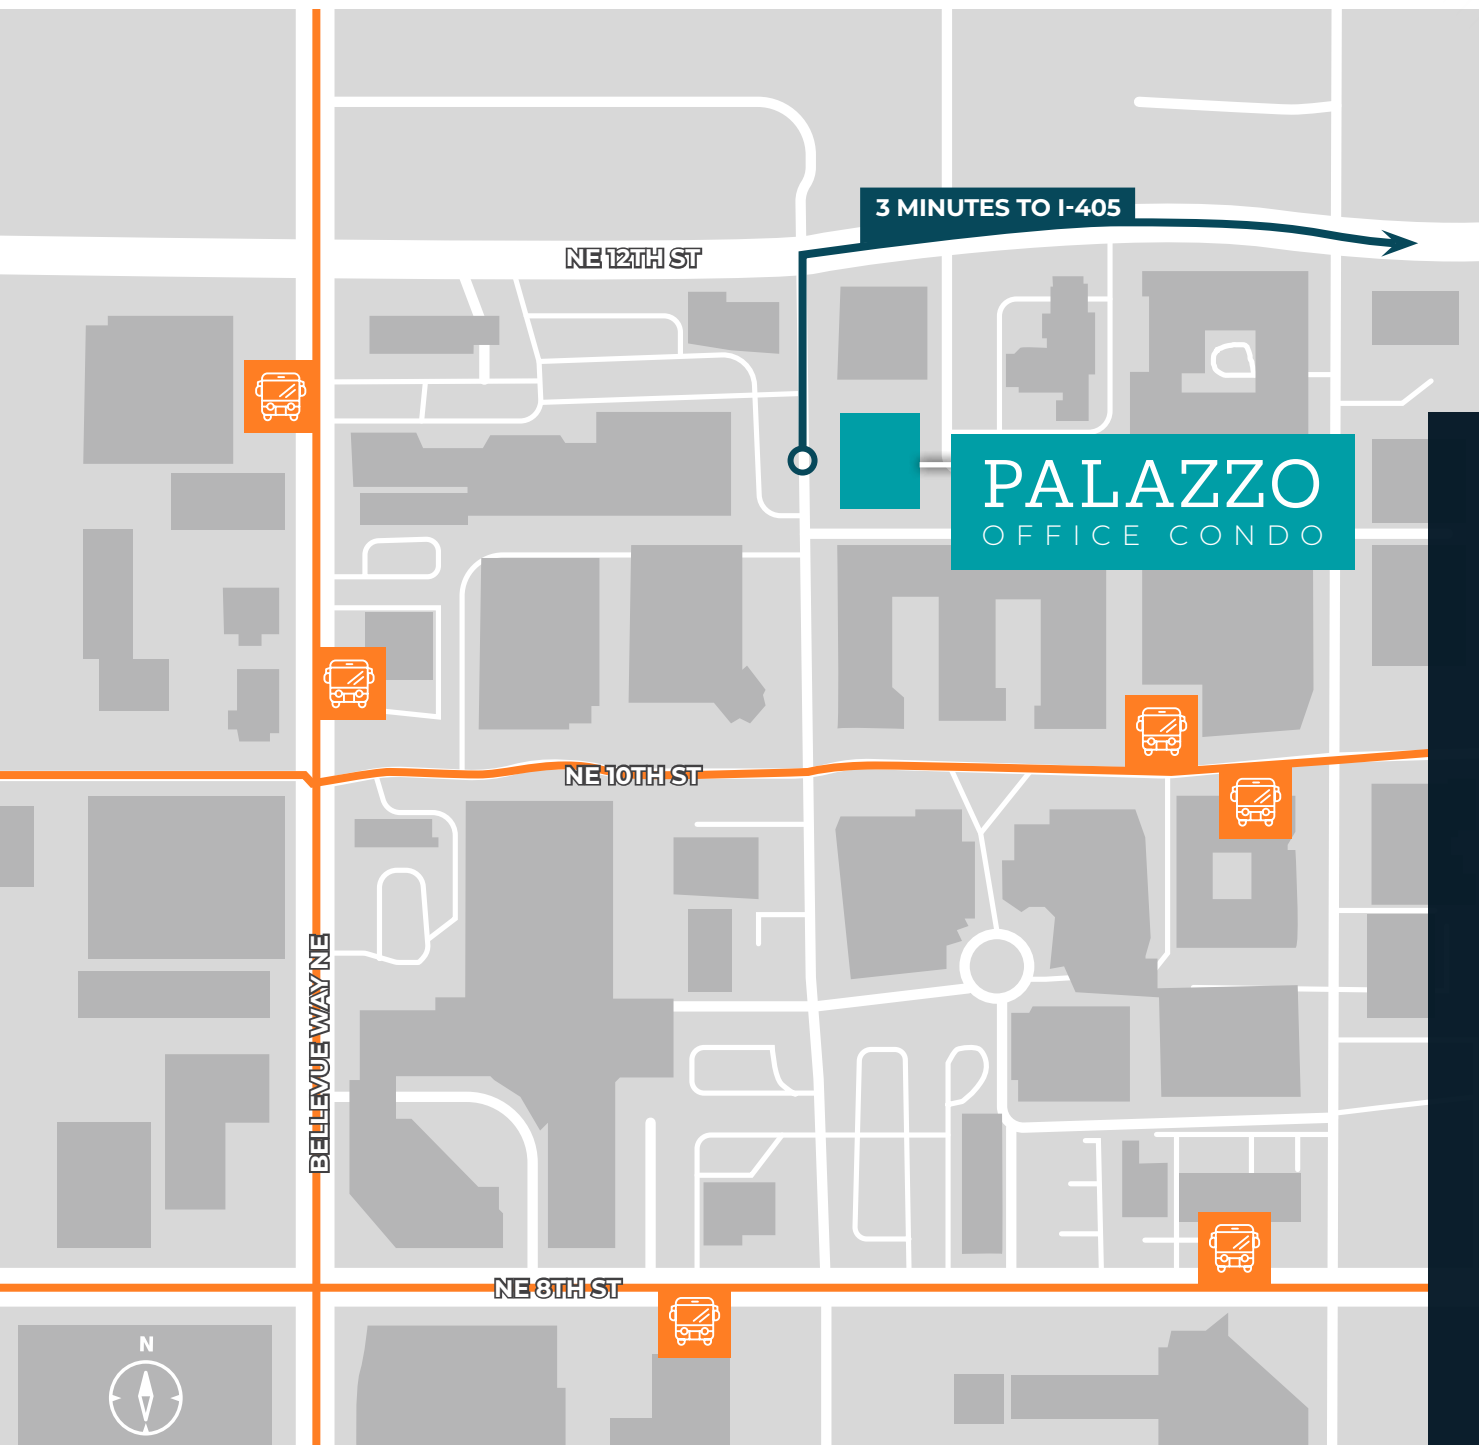 3 MINUTES TO I-405
NE 12TH ST
PALAZZO
OFFICE CONDO
NE 10TH ST
BELLEVUE WAY NE
NE 8TH ST
N